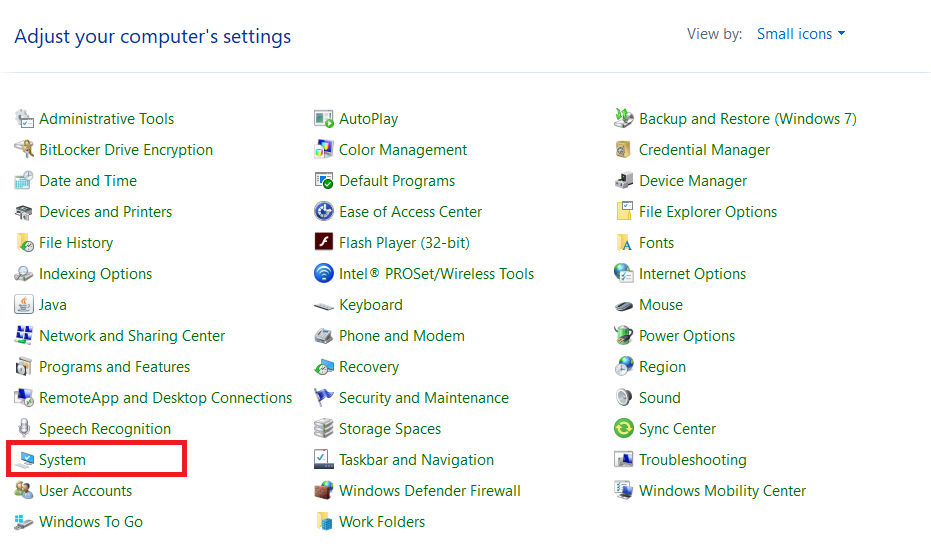 Adjust your computer's settings
View by: Small icons
Administrative Tools
AutoPlay
Backup and Restore (Windows 7)
BitLocker Drive Encryption
Color Management
Credential Manager
Date and Time
Default Programs
Device Manager
Devices and Printers
Ease of Access Center
File Explorer Options
File History
Flash Player (32-bit)
Fonts
Indexing Options
Intel® PROSet/Wireless Tools
Internet Options
Java
Keyboard
Mouse
Network and Sharing Center
Phone and Modem
Power Options
Programs and Features
Recovery
Region
RemoteApp and Desktop Connections
Security and Maintenance
Sound
Speech Recognition
Storage Spaces
Sync Center
System
Taskbar and Navigation
Troubleshooting
User Accounts
Windows Defender Firewall
Windows Mobility Center
Windows To Go
Work Folders